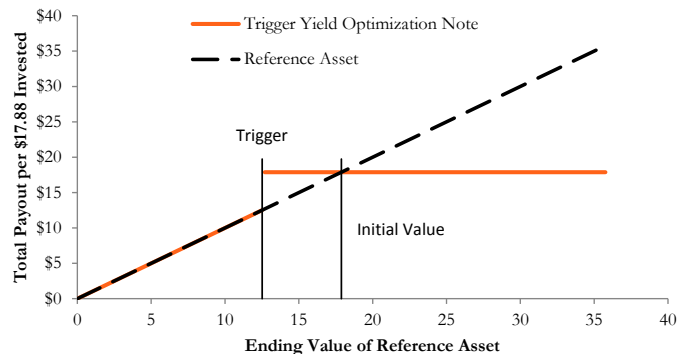 $40
$35
$30
$25
$20
$15
$10
$5
$0
Total Payout per $17.88 Invested
Trigger Yield Optimization Note
Reference Asset
Trigger
Initial Value
0 5 10 15 20 25 30 35 40
Ending Value of Reference Asset